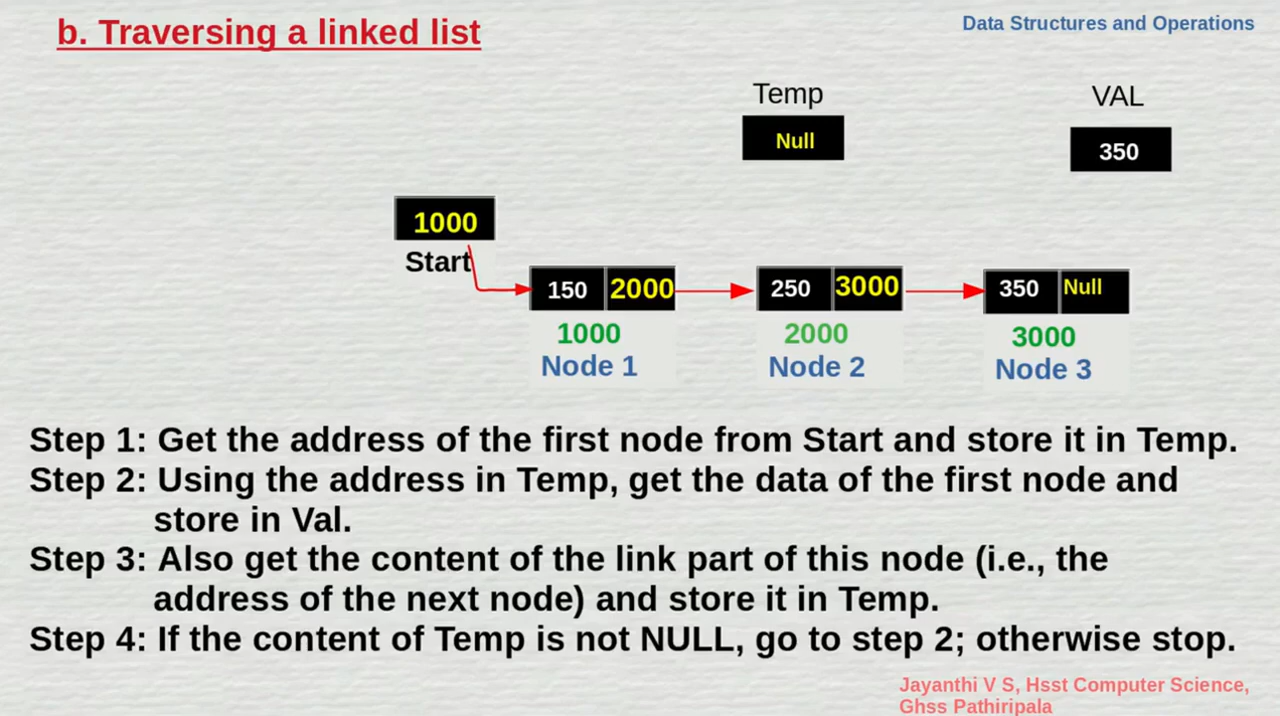 b. Traversing a linked list
Data Structures and Operations
Temp
Null
VAL
350
1000
Start
150 2000
250 3000
350 Null
1000
2000
3000
Node 1
Node 2
Node 3
Step 1: Get the address of the first node from Start and store it in Temp.
Step 2: Using the address in Temp, get the data of the first node and
store in Val.
Step 3: Also get the content of the link part of this node (i.e., the
address of the next node) and store it in Temp.
Step 4: If the content of Temp is not NULL, go to step 2; otherwise stop.
Jayanthi V S, Hsst Computer Science,
Ghss Pathiripala